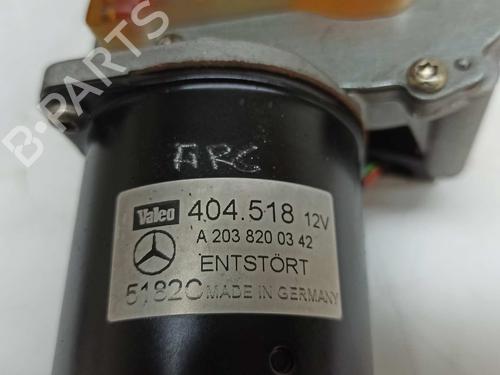 B-PARTS
ARC
Valeo 404.518 12V
A 203 820 03 42
ENTSTÖRT
5182C MADE IN GERMANY